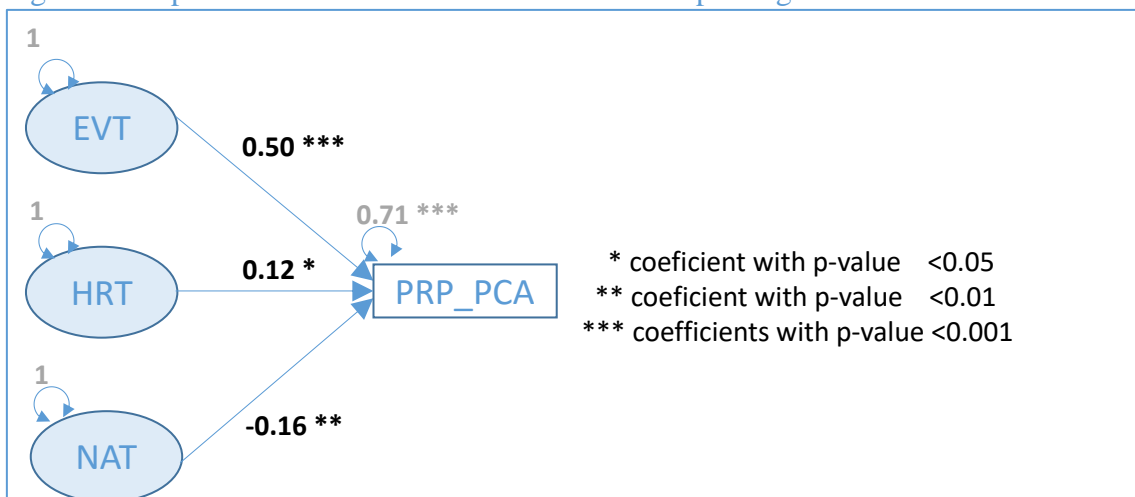 1
EVT
0.50 ***
1
0.71 ***
HRT
0.12 *
PRP_PCA
* coeficient with p-value <0.05
** coeficient with p-value <0.01
*** coefficients with p-value <0.001
1
-0.16 **
NAT